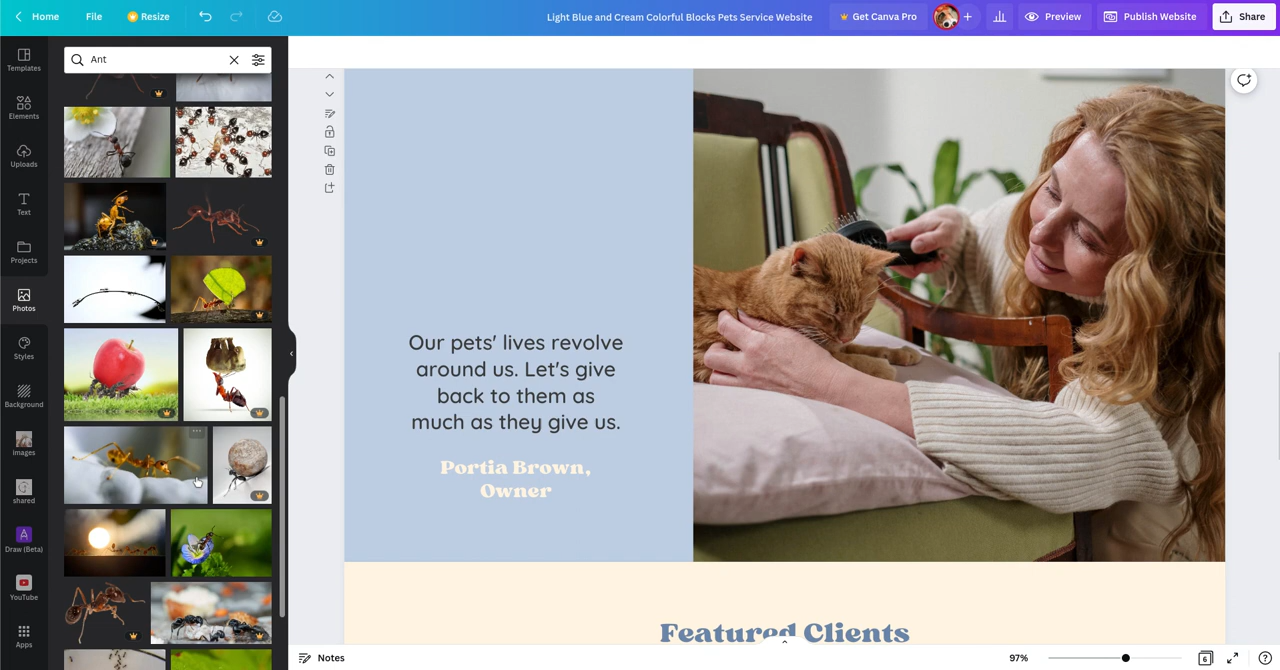 Home
File
Resize
Light Blue and Cream Colorful Blocks Pets Service Website
Get Canva Pro
Preview
Publish Website
Share
Templates
Elements
Uploads
Text
Projects
Photos
Styles
Background
images
shared
Draw (Beta)
YouTube
Apps
Ant
Our pets' lives revolve
around us. Let's give
back to them as
much as they give us.
Portia Brown,
Owner
Featured Clients
Notes
97%
6